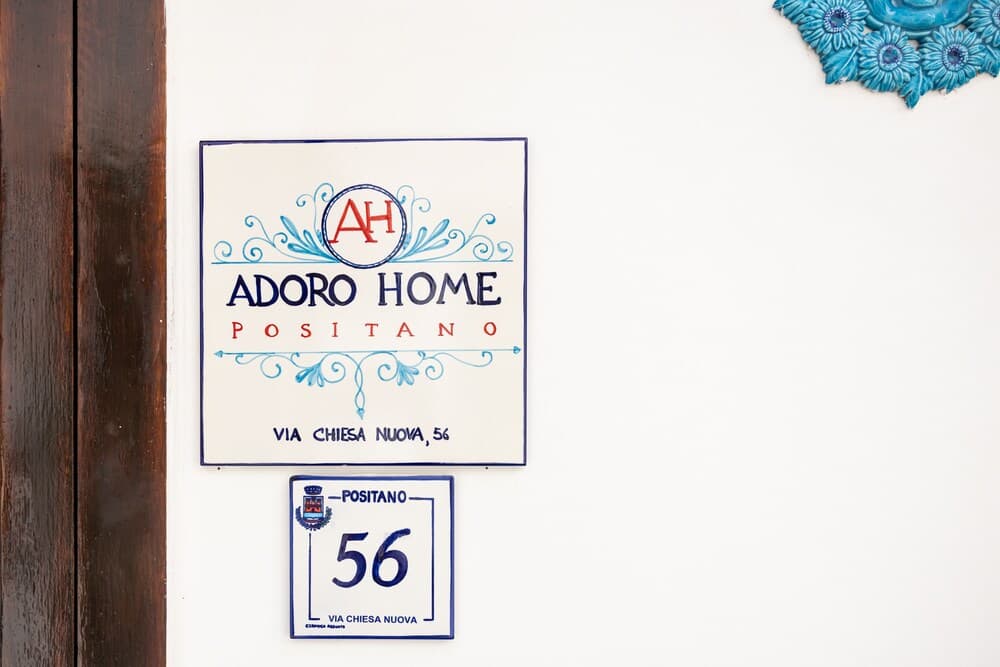 AH
ADORO HOME
POSITANO
VIA CHIESA NUOVA, 56
POSITANO
56
VIA CHIESA NUOVA